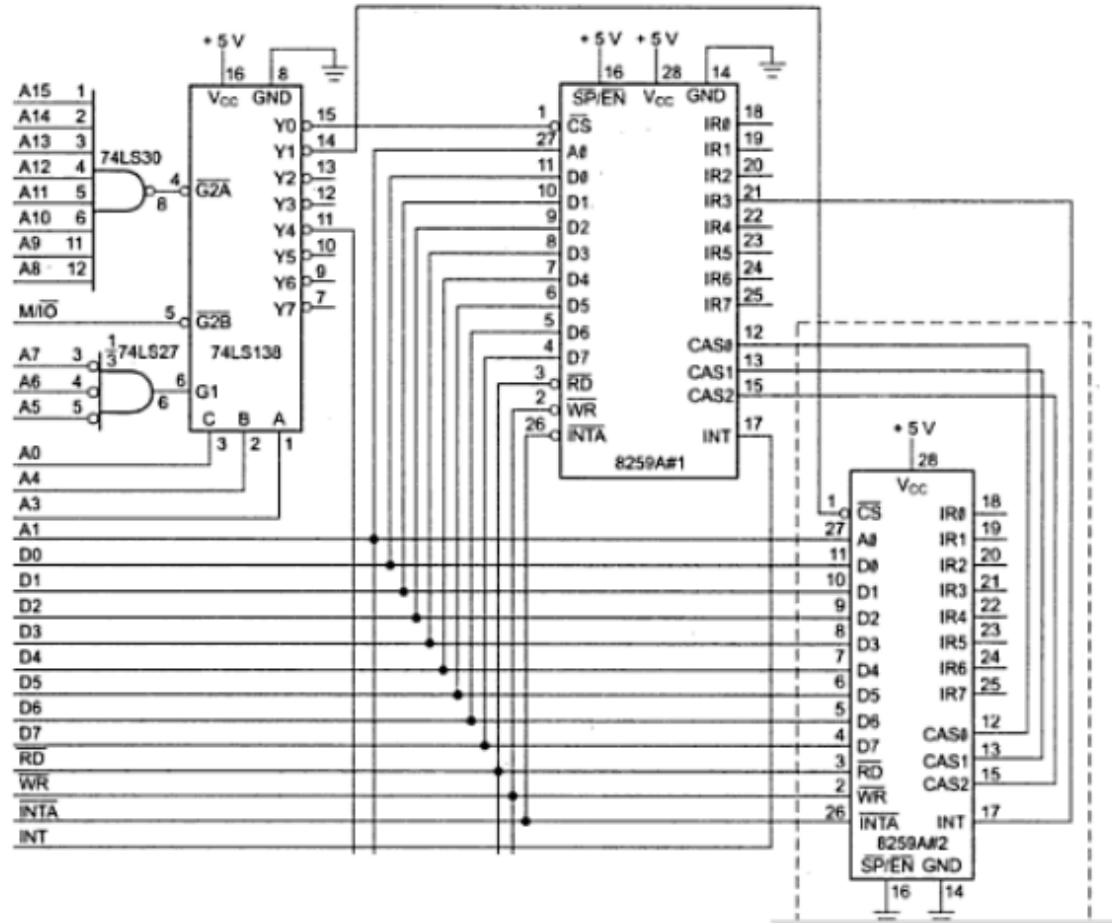 + 5 V
16
8
VCC GND
A15 1
A14 2
A13 3
A12 4
A11 5
A10 6
A9 11
A8 12
74LS30
8
4
G2A
M/IO
5
G2B
A7 3
A6 4
A5 5
1
3
74LS27
6
6
G1
74LS138
Y0 15
Y1 14
Y2 13
Y3 12
Y4 11
Y5 10
Y6 9
Y7 7
C B A
3 2 1
A0
A4
A3
A1
D0
D1
D2
D3
D4
D5
D6
D7
RD
WR
INTA
INT
+ 5 V + 5 V
16 28 14
SP/EN VCC GND
1 CS
27 A0
11 D0
10 D1
9 D2
8 D3
7 D4
6 D5
5 D6
4 D7
3 RD
2 WR
26 INTA
IR0 18
IR1 19
IR2 20
IR3 21
IR4 22
IR5 23
IR6 24
IR7 25
CAS0 12
CAS1 13
CAS2 15
INT 17
8259A#1
+ 5 V
28
VCC
1 CS
27 A0
11 D0
10 D1
9 D2
8 D3
7 D4
6 D5
5 D6
4 D7
3 RD
2 WR
26 INTA
IR0 18
IR1 19
IR2 20
IR3 21
IR4 22
IR5 23
IR6 24
IR7 25
CAS0 12
CAS1 13
CAS2 15
INT 17
8259A#2
SP/EN GND
16 14